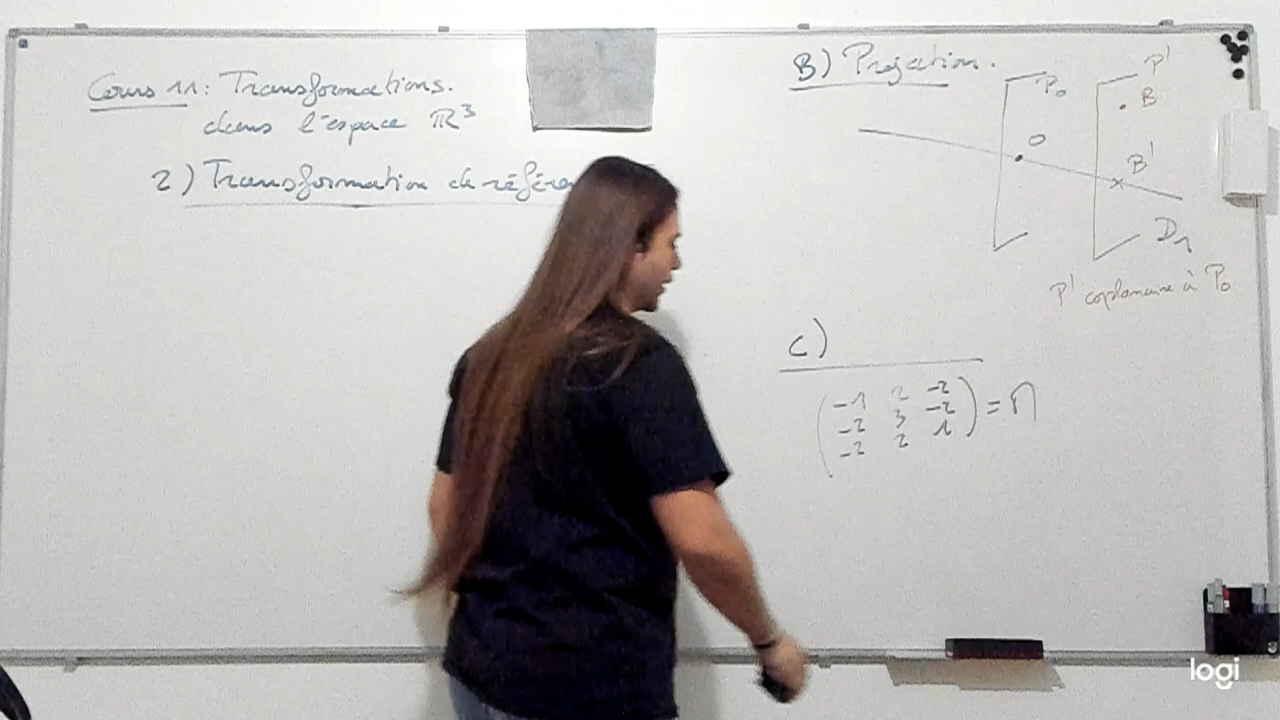 Cours 11 : Transformations.
dans l'espace ℝ³
2) Transformation de référe
B) Projection.
P₀
P'
B
O
B'
D₁
P' coplanaire à P₀
C)
-1 2 -2
-2 3 -2 = M
-2 2 1
logi